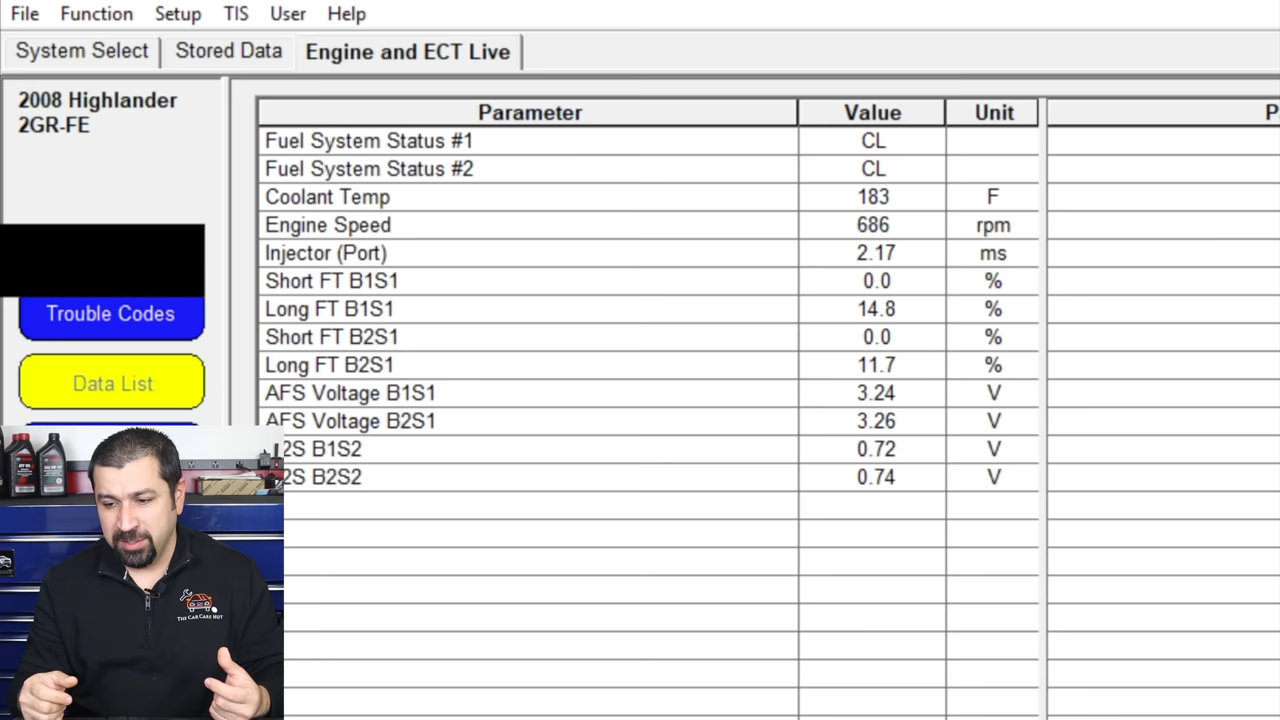 File Function Setup TIS User Help
System Select Stored Data Engine and ECT Live
2008 Highlander
2GR-FE
Trouble Codes
Data List
Parameter Value Unit P
Fuel System Status #1 CL
Fuel System Status #2 CL
Coolant Temp 183 F
Engine Speed 686 rpm
Injector (Port) 2.17 ms
Short FT B1S1 0.0 %
Long FT B1S1 14.8 %
Short FT B2S1 0.0 %
Long FT B2S1 11.7 %
AFS Voltage B1S1 3.24 V
AFS Voltage B2S1 3.26 V
2S B1S2 0.72 V
2S B2S2 0.74 V
THE CAR CARE NUT